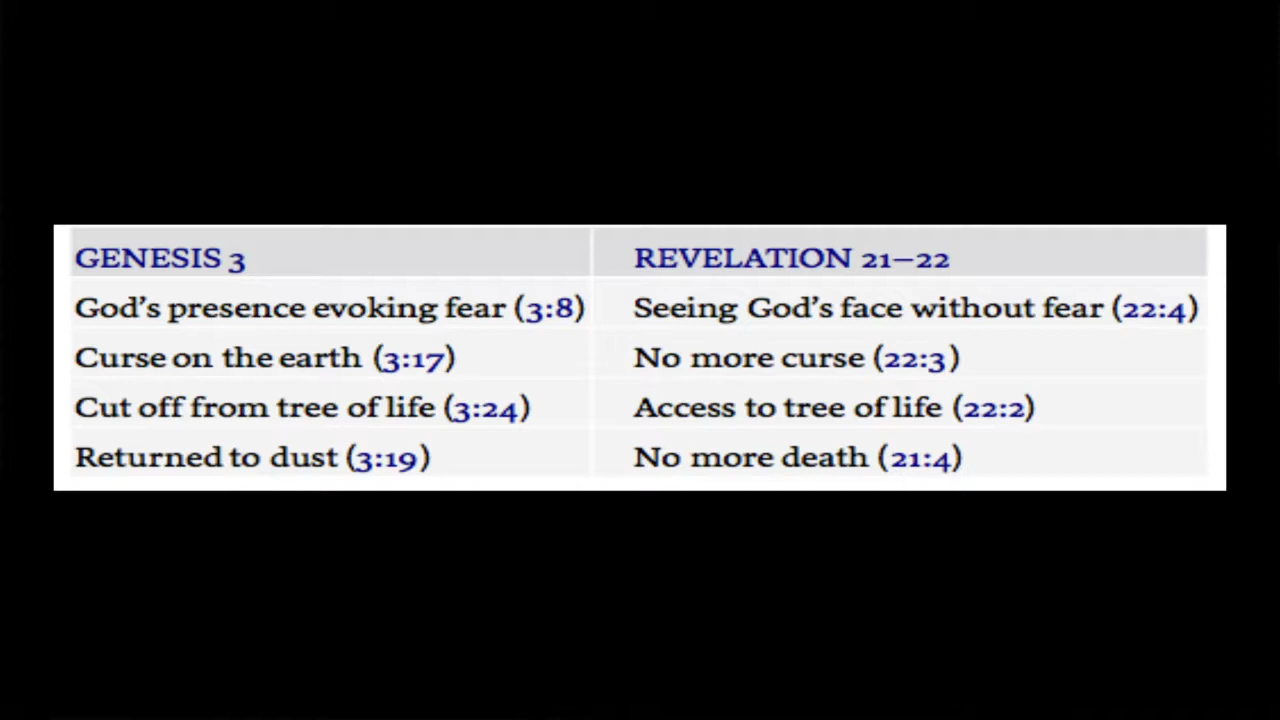 GENESIS 3 REVELATION 21–22
God's presence evoking fear (3:8) Seeing God's face without fear (22:4)
Curse on the earth (3:17) No more curse (22:3)
Cut off from tree of life (3:24) Access to tree of life (22:2)
Returned to dust (3:19) No more death (21:4)